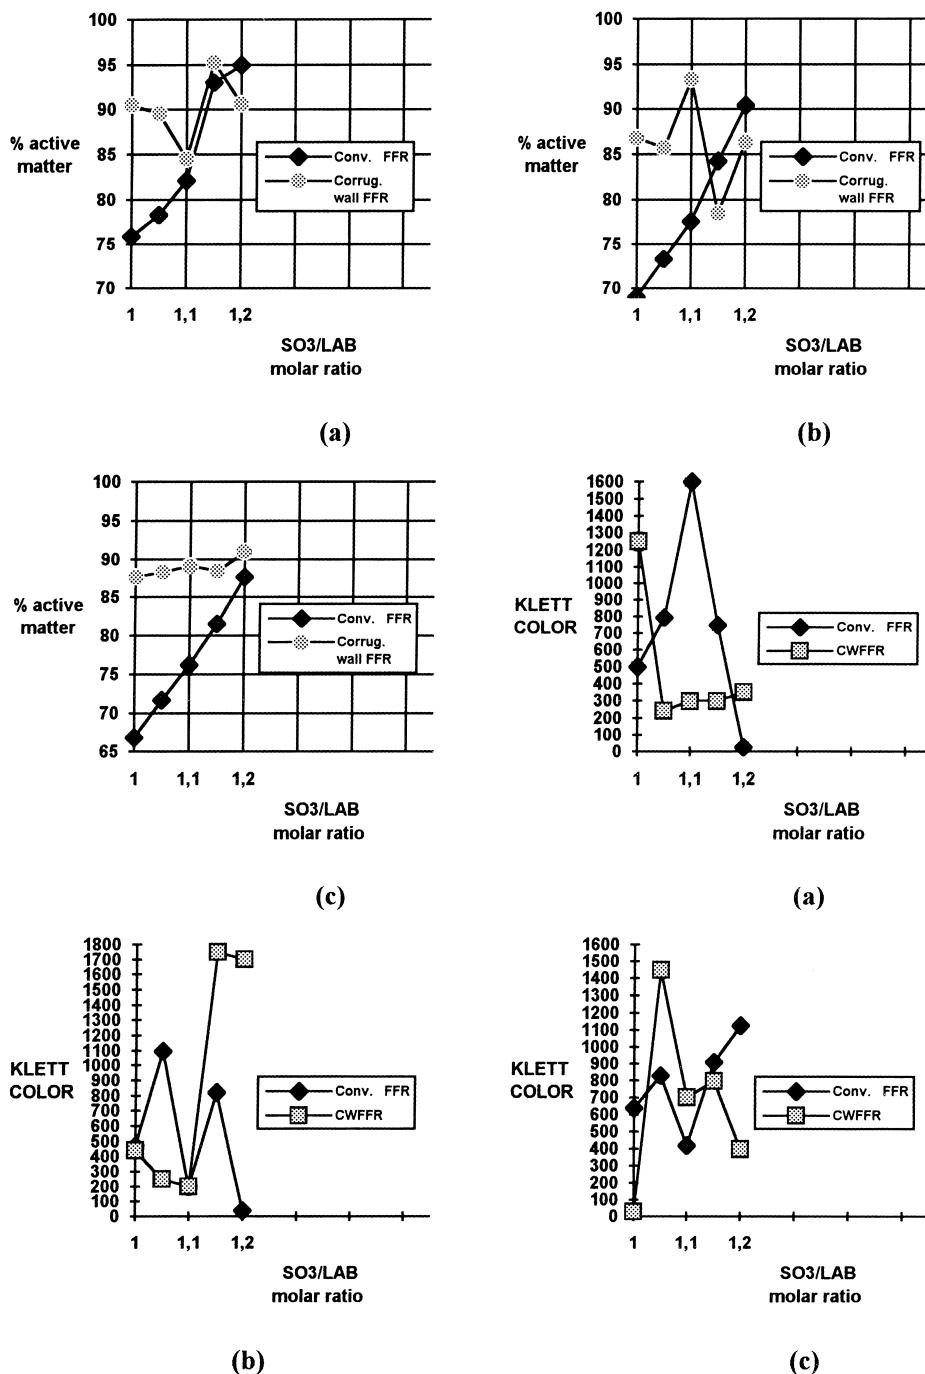 100
95
90
85
80
75
70
% active
matter
Conv. FFR
Corrug.
wall FFR
1 1,1 1,2
SO3/LAB
molar ratio
(a)
100
95
90
85
80
75
70
% active
matter
Conv. FFR
Corrug.
wall FFR
1 1,1 1,2
SO3/LAB
molar ratio
(b)
100
95
90
85
80
75
70
65
% active
matter
Conv. FFR
Corrug.
wall FFR
1 1,1 1,2
SO3/LAB
molar ratio
(c)
1600
1500
1400
1300
1200
1100
1000
900
800
700
600
500
400
300
200
100
0
KLETT
COLOR
Conv. FFR
CWFFR
1 1,1 1,2
SO3/LAB
molar ratio
(a)
1800
1700
1600
1500
1400
1300
1200
1100
1000
900
800
700
600
500
400
300
200
100
0
KLETT
COLOR
Conv. FFR
CWFFR
1 1,1 1,2
SO3/LAB
molar ratio
(b)
1600
1500
1400
1300
1200
1100
1000
900
800
700
600
500
400
300
200
100
0
KLETT
COLOR
Conv. FFR
CWFFR
1 1,1 1,2
SO3/LAB
molar ratio
(c)